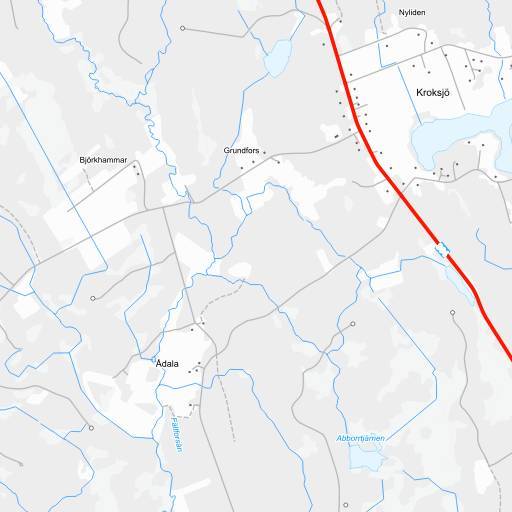 Nyliden
Kroksjö
Grundfors
Björkhammar
Ådala
Fällforsån
Abborrtjärnen